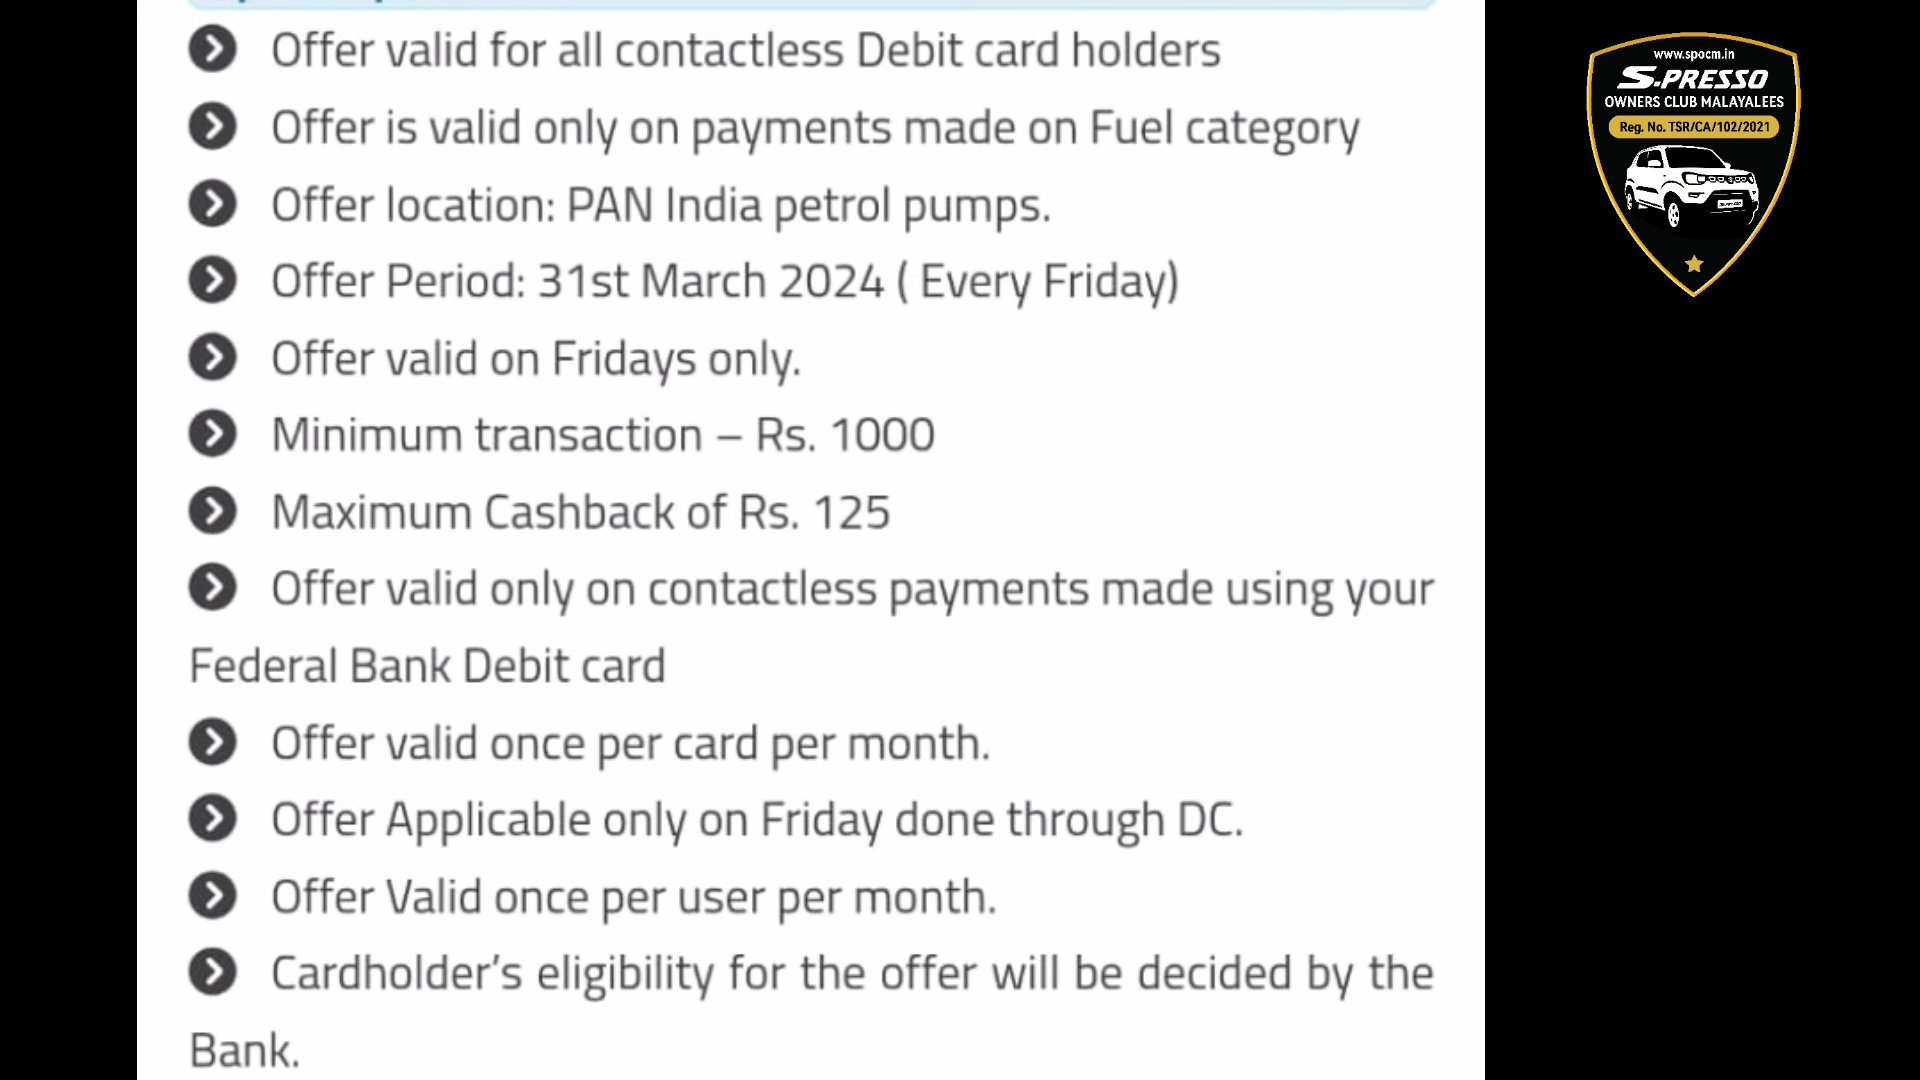 Offer valid for all contactless Debit card holders
Offer is valid only on payments made on Fuel category
Offer location: PAN India petrol pumps.
Offer Period: 31st March 2024 ( Every Friday)
Offer valid on Fridays only.
Minimum transaction – Rs. 1000
Maximum Cashback of Rs. 125
Offer valid only on contactless payments made using your
Federal Bank Debit card
Offer valid once per card per month.
Offer Applicable only on Friday done through DC.
Offer Valid once per user per month.
Cardholder’s eligibility for the offer will be decided by the
Bank.
www.spocm.in
S-PRESSO
OWNERS CLUB MALAYALEES
Reg. No. TSR/CA/102/2021